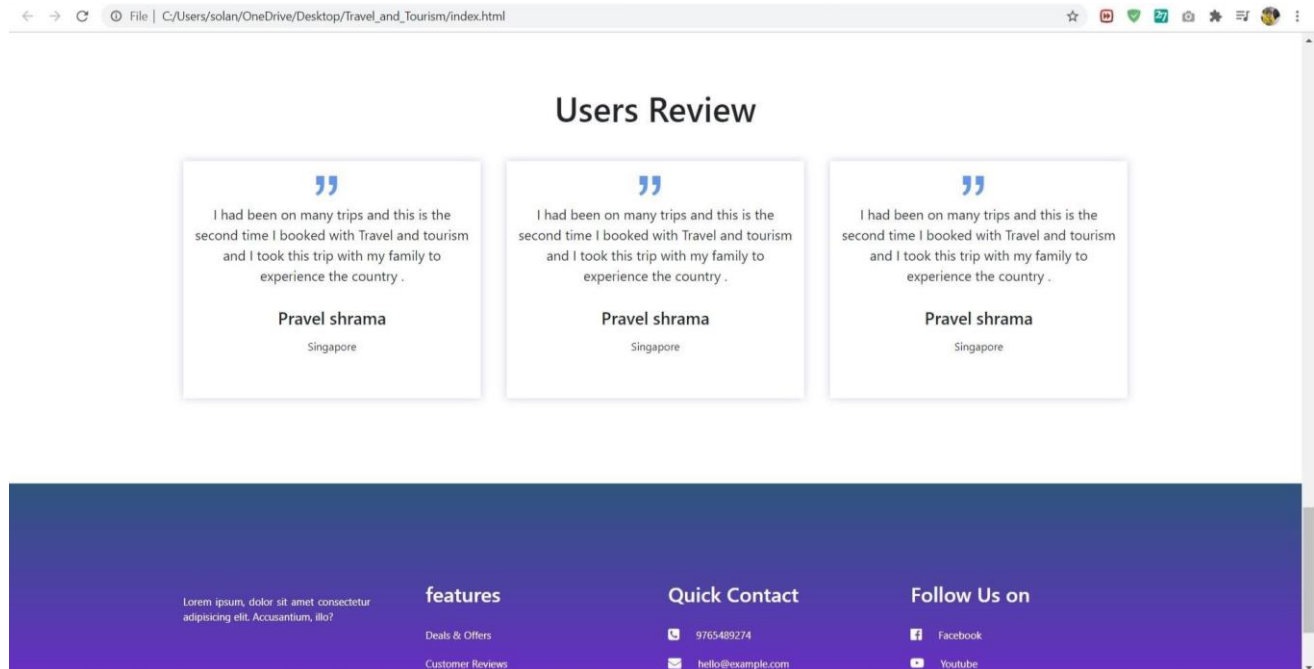 File | C:/Users/solan/OneDrive/Desktop/Travel_and_Tourism/index.html
Users Review
”
I had been on many trips and this is the
second time I booked with Travel and tourism
and I took this trip with my family to
experience the country .
Pravel shrama
Singapore
”
I had been on many trips and this is the
second time I booked with Travel and tourism
and I took this trip with my family to
experience the country .
Pravel shrama
Singapore
”
I had been on many trips and this is the
second time I booked with Travel and tourism
and I took this trip with my family to
experience the country .
Pravel shrama
Singapore
Lorem ipsum, dolor sit amet consectetur
adipisicing elit. Accusantium, illo?
features
Deals & Offers
Customer Reviews
Quick Contact
9765489274
hello@example.com
Follow Us on
Facebook
Youtube